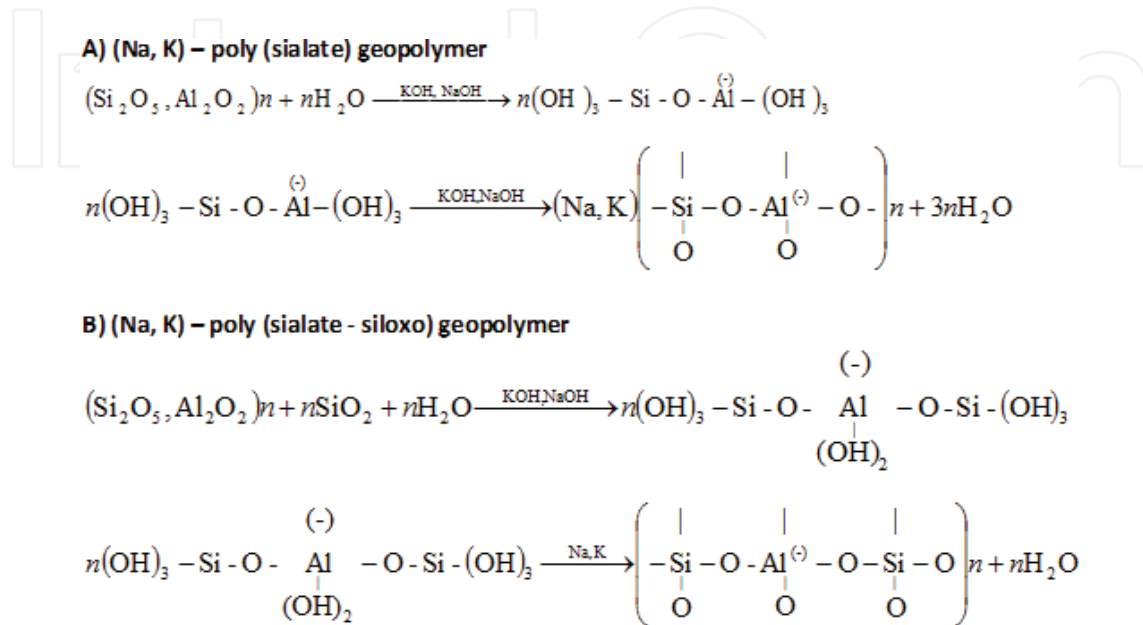 A) (Na, K) – poly (sialate) geopolymer
(Si₂O₅, Al₂O₂)n + nH₂O —KOH, NaOH→ n(OH)₃ – Si - O - Al(-) – (OH)₃
n(OH)₃ – Si - O - Al(-) – (OH)₃ —KOH,NaOH→ (Na, K)( – Si – O - Al(-) – O - )n + 3nH₂O
O O
B) (Na, K) – poly (sialate - siloxo) geopolymer
(-)
(Si₂O₅, Al₂O₂)n + nSiO₂ + nH₂O —KOH,NaOH→ n(OH)₃ – Si - O - Al – O - Si - (OH)₃
(OH)₂
(-)
n(OH)₃ – Si - O - Al – O - Si - (OH)₃ —Na,K→ ( – Si – O - Al(-) – O – Si – O )n + nH₂O
(OH)₂ O O O